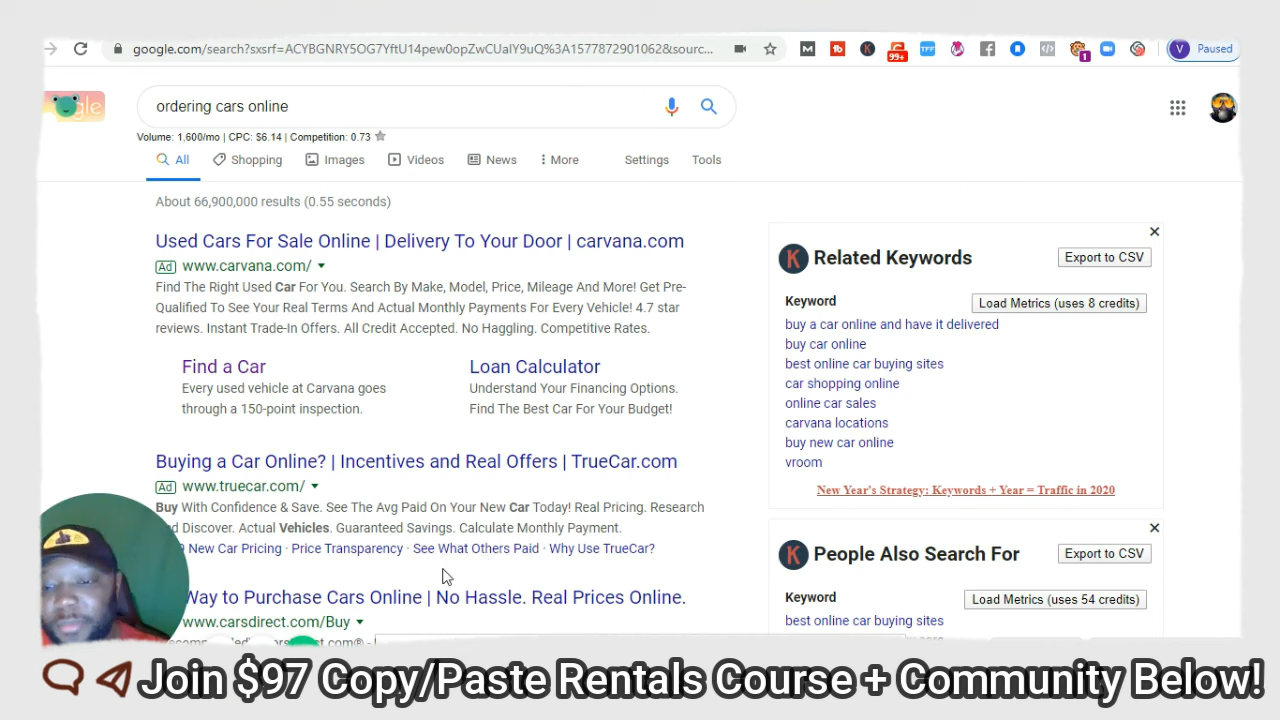 google.com/search?sxsrf=ACYBGNRY5OG7YftU14pew0opZwCUaIY9uQ%3A1577872901062&sourc...
99+
TFF
1
V Paused
gle
ordering cars online
Volume: 1,600/mo | CPC: $6.14 | Competition: 0.73
All Shopping Images Videos News More Settings Tools
About 66,900,000 results (0.55 seconds)
Used Cars For Sale Online | Delivery To Your Door | carvana.com
Ad www.carvana.com/
Find The Right Used Car For You. Search By Make, Model, Price, Mileage And More! Get Pre-
Qualified To See Your Real Terms And Actual Monthly Payments For Every Vehicle! 4.7 star
reviews. Instant Trade-In Offers. All Credit Accepted. No Haggling. Competitive Rates.
Find a Car
Every used vehicle at Carvana goes
through a 150-point inspection.
Loan Calculator
Understand Your Financing Options.
Find The Best Car For Your Budget!
Buying a Car Online? | Incentives and Real Offers | TrueCar.com
Ad www.truecar.com/
Buy With Confidence & Save. See The Avg Paid On Your New Car Today! Real Pricing. Research
nd Discover. Actual Vehicles. Guaranteed Savings. Calculate Monthly Payment.
New Car Pricing · Price Transparency · See What Others Paid · Why Use TrueCar?
Way to Purchase Cars Online | No Hassle. Real Prices Online.
www.carsdirect.com/Buy
K Related Keywords
Export to CSV
Keyword
Load Metrics (uses 8 credits)
buy a car online and have it delivered
buy car online
best online car buying sites
car shopping online
online car sales
carvana locations
buy new car online
vroom
New Year's Strategy: Keywords + Year = Traffic in 2020
K People Also Search For
Export to CSV
Keyword
Load Metrics (uses 54 credits)
best online car buying sites
Join $97 Copy/Paste Rentals Course + Community Below!